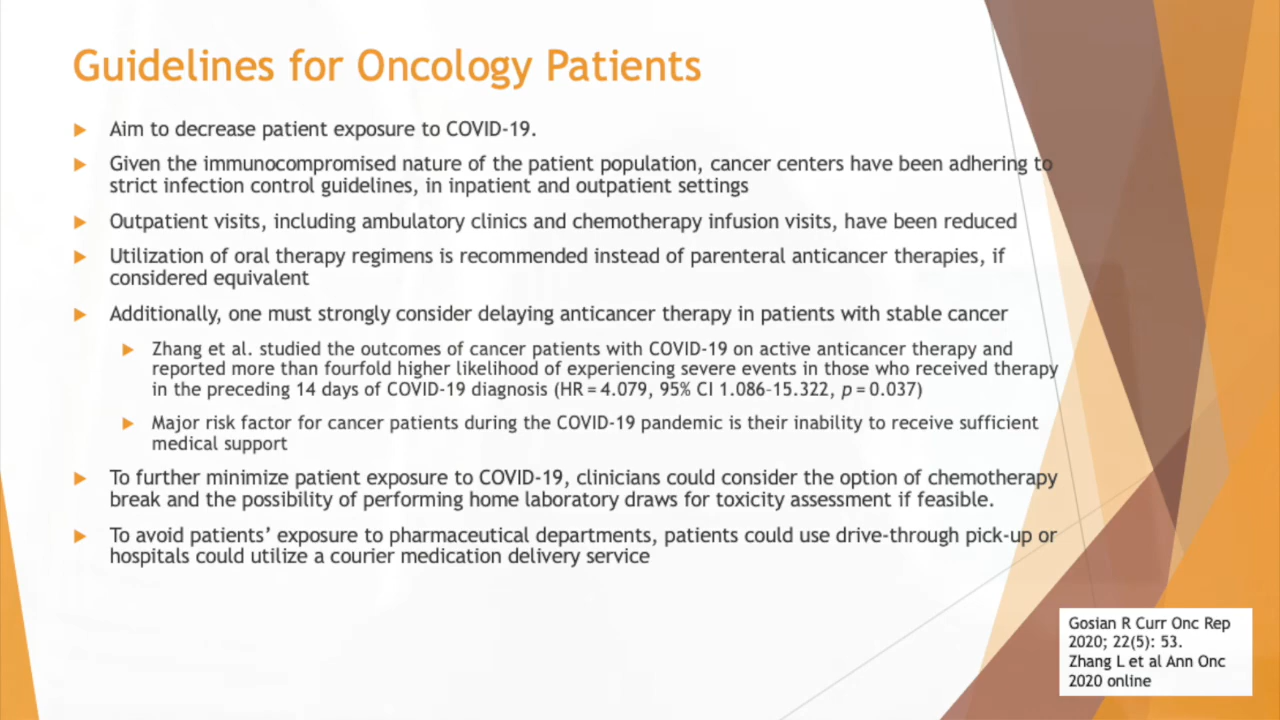 Guidelines for Oncology Patients
Aim to decrease patient exposure to COVID-19.
Given the immunocompromised nature of the patient population, cancer centers have been adhering to
strict infection control guidelines, in inpatient and outpatient settings
Outpatient visits, including ambulatory clinics and chemotherapy infusion visits, have been reduced
Utilization of oral therapy regimens is recommended instead of parenteral anticancer therapies, if
considered equivalent
Additionally, one must strongly consider delaying anticancer therapy in patients with stable cancer
Zhang et al. studied the outcomes of cancer patients with COVID-19 on active anticancer therapy and
reported more than fourfold higher likelihood of experiencing severe events in those who received therapy
in the preceding 14 days of COVID-19 diagnosis (HR = 4.079, 95% CI 1.086–15.322, p = 0.037)
Major risk factor for cancer patients during the COVID-19 pandemic is their inability to receive sufficient
medical support
To further minimize patient exposure to COVID-19, clinicians could consider the option of chemotherapy
break and the possibility of performing home laboratory draws for toxicity assessment if feasible.
To avoid patients’ exposure to pharmaceutical departments, patients could use drive-through pick-up or
hospitals could utilize a courier medication delivery service
Gosian R Curr Onc Rep
2020; 22(5): 53.
Zhang L et al Ann Onc
2020 online